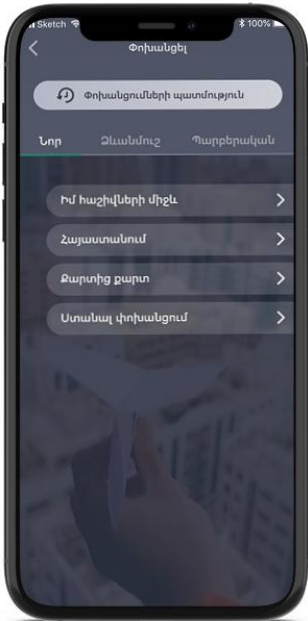 Sketch 100%
Փոխանցել
Փոխանցումների պատմություն
Նոր Ձևանմուշ Պարբերական
Իմ հաշիվների միջև
Հայաստանում
Քարտից քարտ
Ստանալ փոխանցում